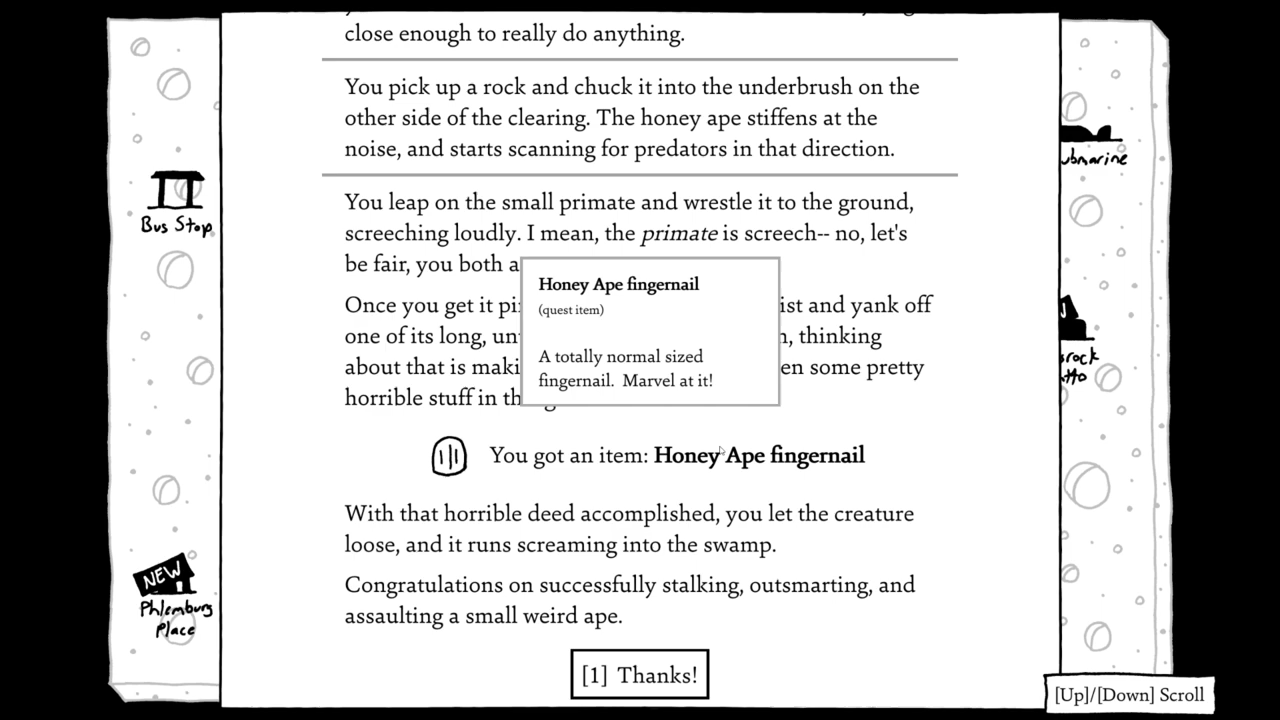 close enough to really do anything.
You pick up a rock and chuck it into the underbrush on the
other side of the clearing. The honey ape stiffens at the
noise, and starts scanning for predators in that direction.
You leap on the small primate and wrestle it to the ground,
screeching loudly. I mean, the primate is screech-- no, let's
be fair, you both a
Once you get it pi
ist and yank off
one of its long, un
n, thinking
about that is maki
en some pretty
horrible stuff in th
Honey Ape fingernail
(quest item)
A totally normal sized
fingernail. Marvel at it!
You got an item: Honey Ape fingernail
With that horrible deed accomplished, you let the creature
loose, and it runs screaming into the swamp.
Congratulations on successfully stalking, outsmarting, and
assaulting a small weird ape.
[1] Thanks!
Bus Stop
NEW
Phlemburg
Place
ubmarine
srock
tto
[Up]/[Down] Scroll